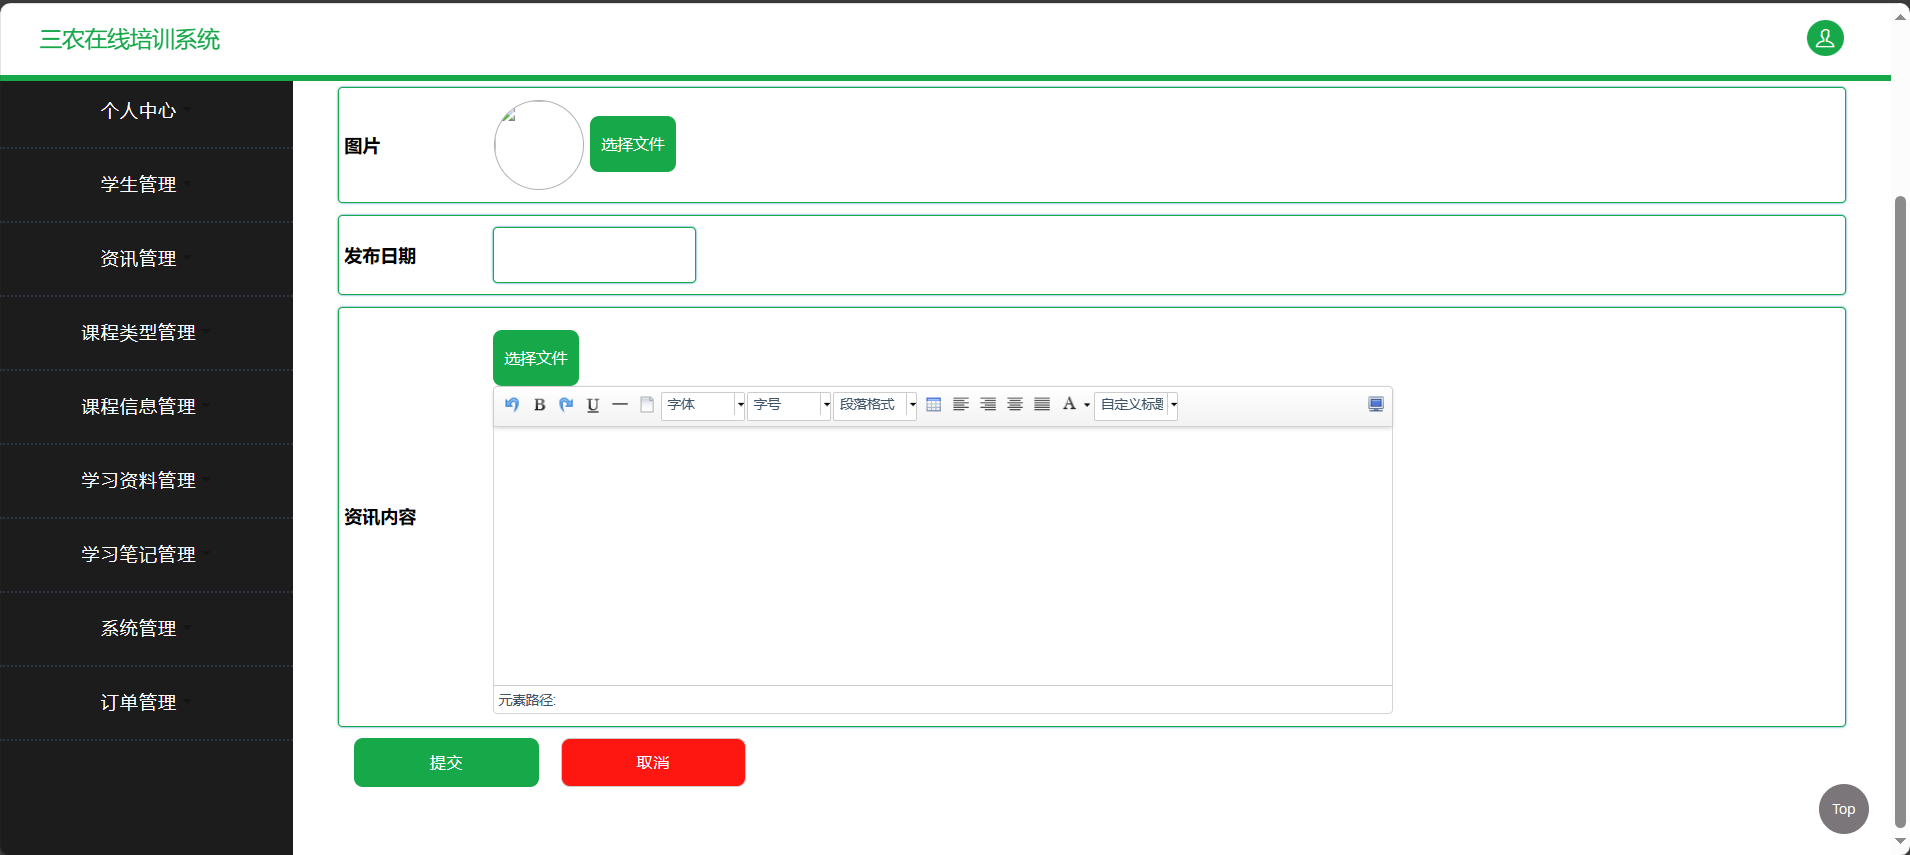 三农在线培训系统
个人中心
学生管理
资讯管理
课程类型管理
课程信息管理
学习资料管理
学习笔记管理
系统管理
订单管理
图片
选择文件
发布日期
选择文件
B U 字体 字号 段落格式 A 自定义标题
资讯内容
元素路径:
提交 取消
Top